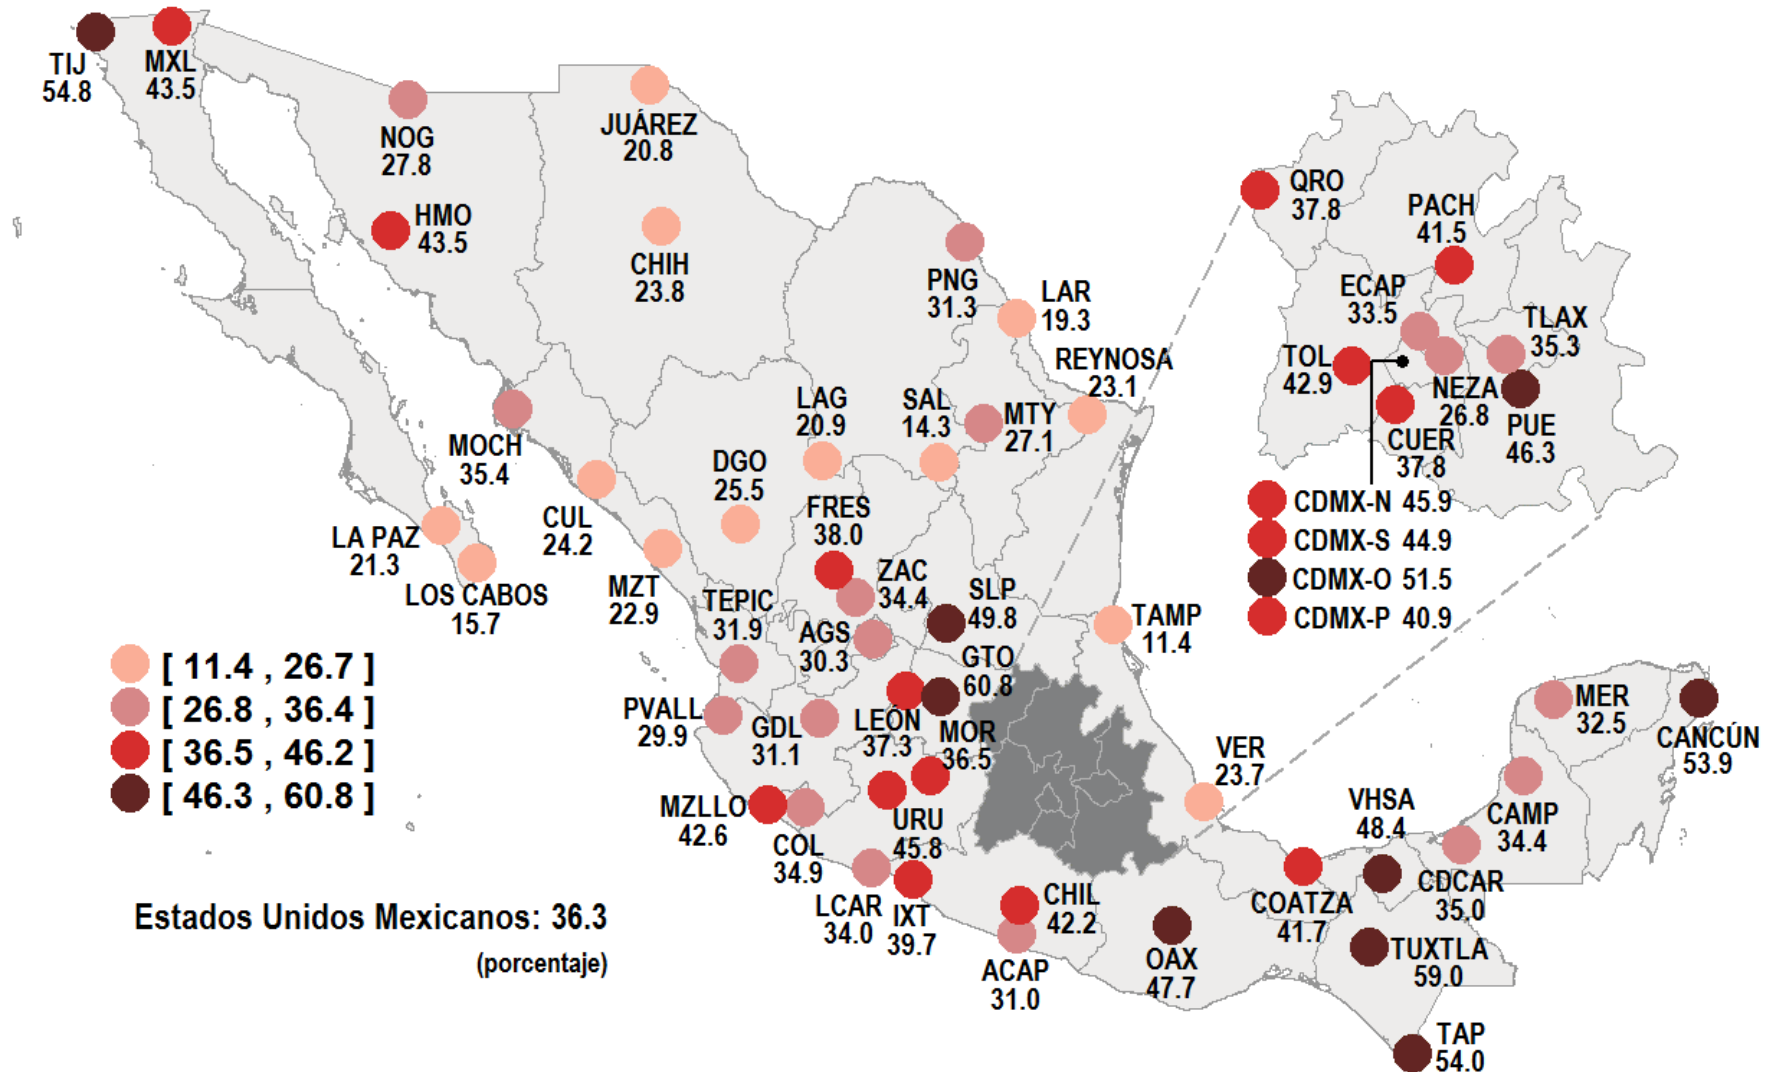 TIJ
54.8
MXL
43.5
NOG
27.8
HMO
43.5
JUÁREZ
20.8
CHIH
23.8
PNG
31.3
LAR
19.3
REYNOSA
23.1
LAG
20.9
SAL
14.3
MTY
27.1
MOCH
35.4
DGO
25.5
CUL
24.2
FRES
38.0
LA PAZ
21.3
LOS CABOS
15.7
MZT
22.9
ZAC
34.4
SLP
49.8
TEPIC
31.9
AGS
30.3
TAMP
11.4
GTO
60.8
PVALL
29.9
GDL
31.1
LEÓN
37.3
MOR
36.5
VER
23.7
MZLLO
42.6
COL
34.9
URU
45.8
LCAR
34.0
IXT
39.7
CHIL
42.2
ACAP
31.0
OAX
47.7
COATZA
41.7
VHSA
48.4
CDCAR
35.0
CAMP
34.4
MER
32.5
CANCÚN
53.9
TUXTLA
59.0
TAP
54.0
QRO
37.8
PACH
41.5
ECAP
33.5
TLAX
35.3
TOL
42.9
NEZA
26.8
CUER
37.8
PUE
46.3
CDMX-N 45.9
CDMX-S 44.9
CDMX-O 51.5
CDMX-P 40.9
[ 11.4 , 26.7 ]
[ 26.8 , 36.4 ]
[ 36.5 , 46.2 ]
[ 46.3 , 60.8 ]
Estados Unidos Mexicanos: 36.3
(porcentaje)